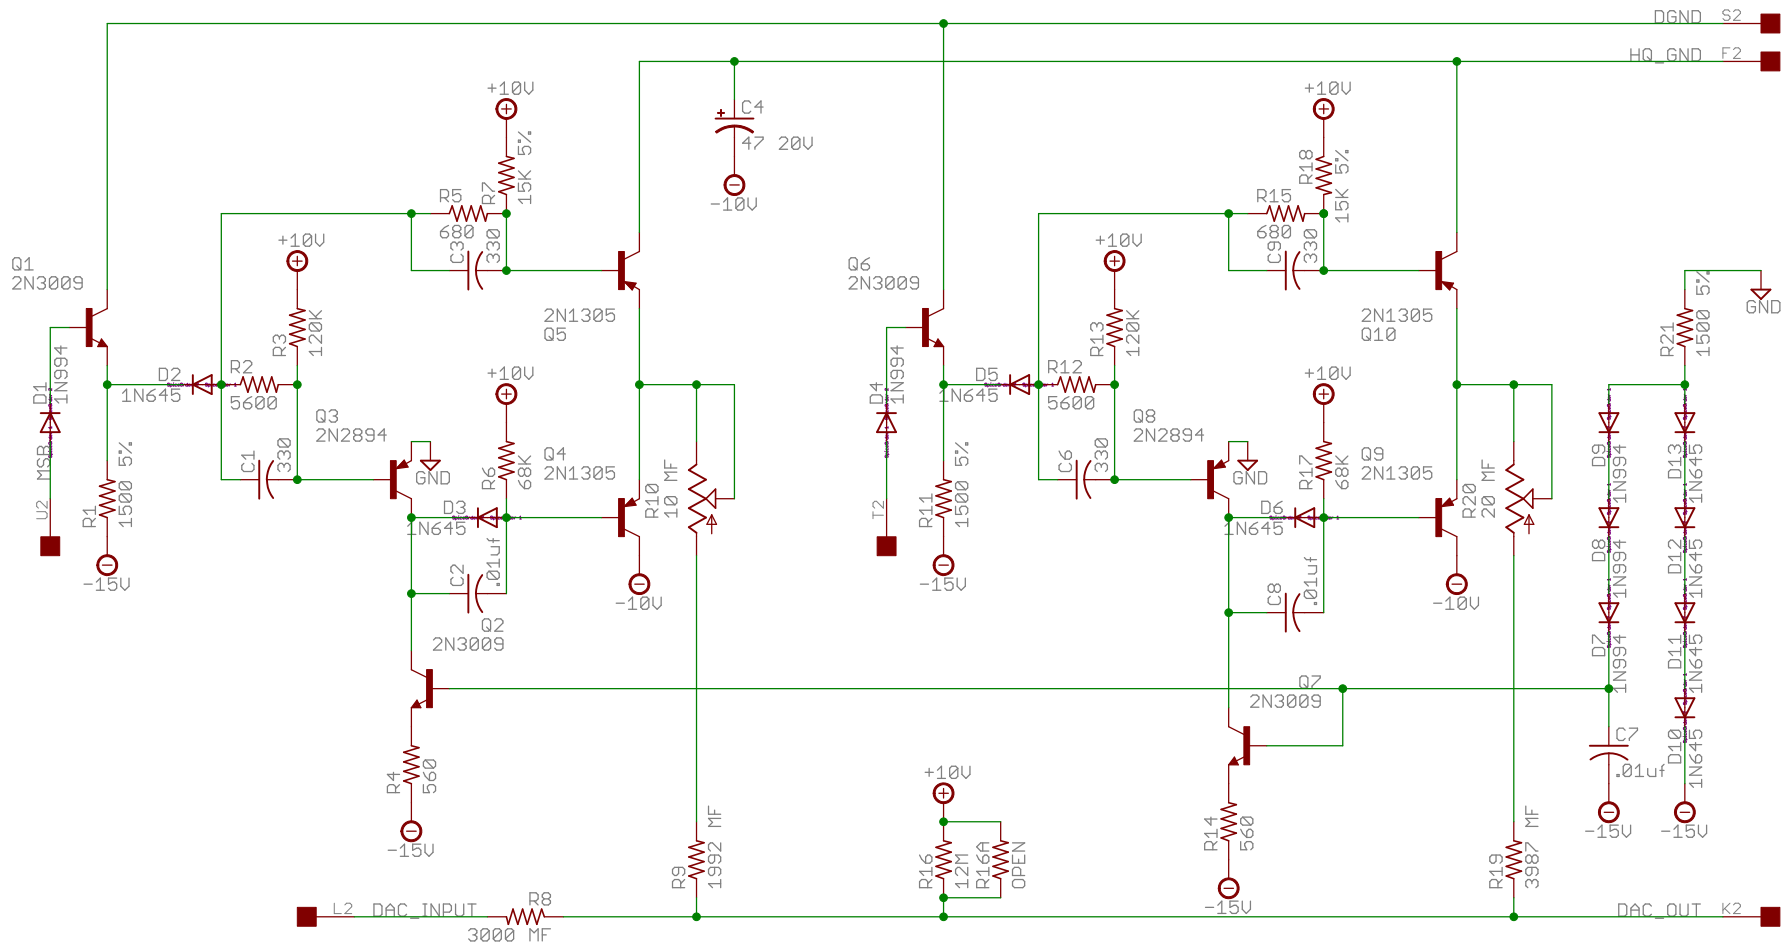 DGND S2
HQ_GND F2
+10V
R7
15K 5%
R5
680
C3
330
C4
47 20V
-10V
+10V
R18
15K 5%
R15
680
C9
330
Q1
2N3009
+10V
R3
120K
2N1305
Q5
Q6
2N3009
+10V
R13
120K
2N1305
Q10
R21
1500 5%
GND
D1
1N994
D2
1N645
R2
5600
+10V
D4
1N994
D5
1N645
R12
5600
+10V
Q3
2N2894
R6
68K
Q4
2N1305
Q8
2N2894
R17
68K
Q9
2N1305
U2 MSB
R1
1500 5%
-15V
C1
330
GND
D3
1N645
R10
10 MF
T2
R11
1500 5%
-15V
C6
330
GND
D6
1N645
R20
20 MF
D9
1N994
D13
1N645
D8
1N994
D12
1N645
D7
1N994
D11
1N645
D10
1N645
C2
.01uf
-10V
C8
.01uf
-10V
Q2
2N3009
Q7
2N3009
R4
560
-15V
C7
.01uf
-15V
-15V
+10V
R16
12M
R16A
OPEN
R14
560
-15V
R9
1992 MF
R19
3987 MF
L2 DAC_INPUT
R8
3000 MF
DAC_OUT K2